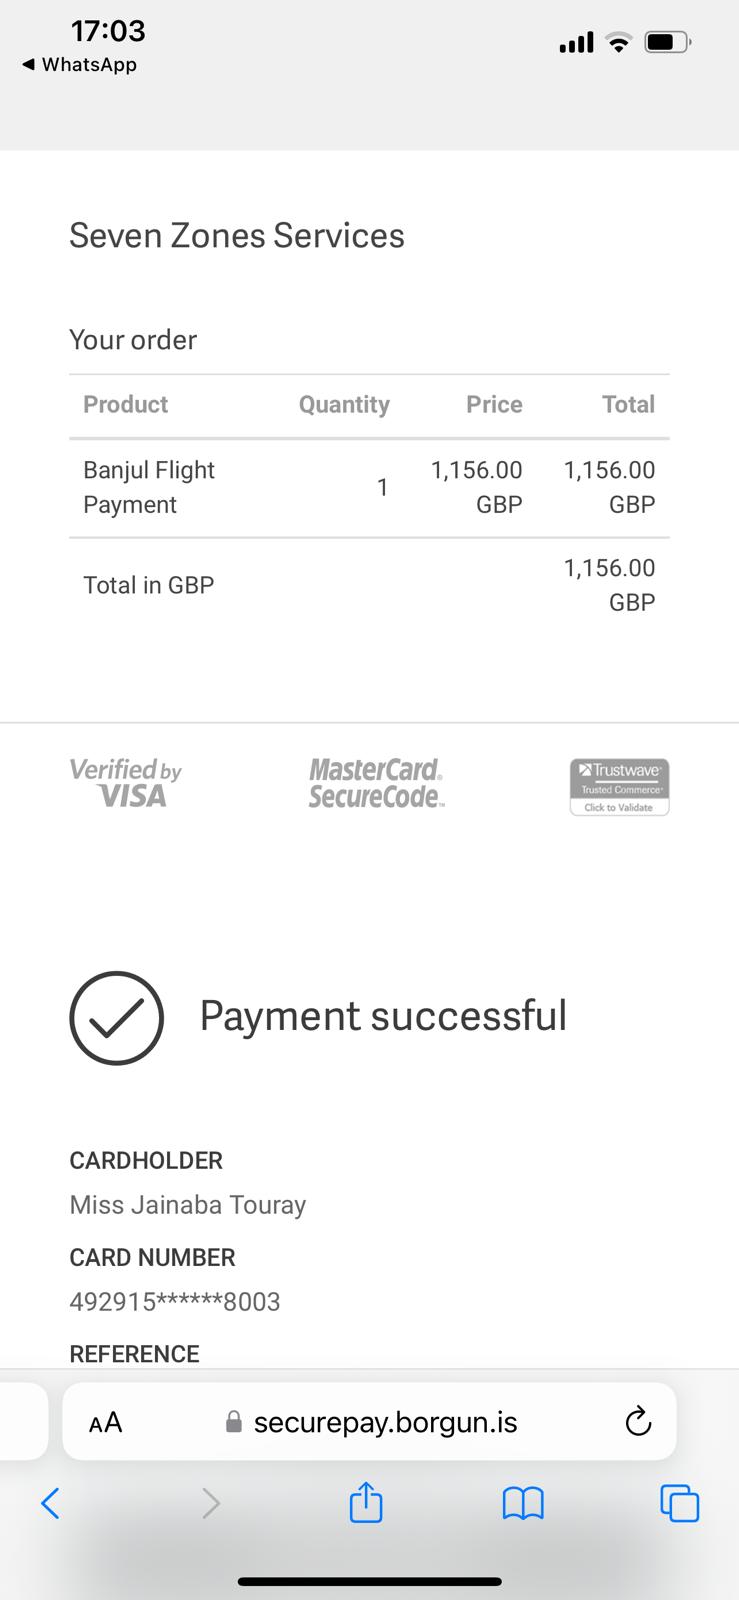 17:03
◀ WhatsApp
Seven Zones Services
Your order
Product Quantity Price Total
Banjul Flight Payment 1 1,156.00 GBP 1,156.00 GBP
Total in GBP 1,156.00 GBP
Verified by VISA
MasterCard. SecureCode.™
Trustwave® Trusted Commerce® Click to Validate
Payment successful
CARDHOLDER
Miss Jainaba Touray
CARD NUMBER
492915******8003
REFERENCE
AA securepay.borgun.is